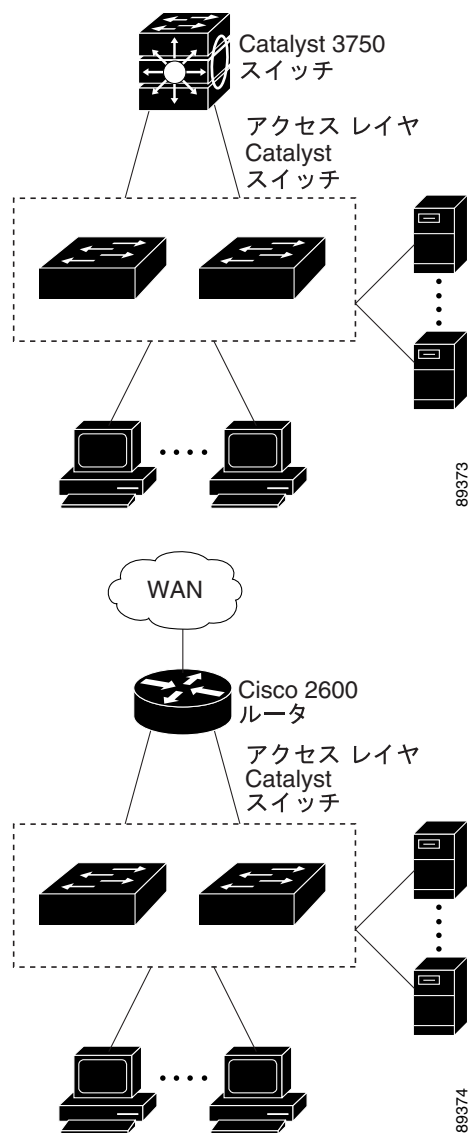 Catalyst 3750
スイッチ
アクセス レイヤ
Catalyst
スイッチ
89373
WAN
Cisco 2600
ルータ
アクセス レイヤ
Catalyst
スイッチ
89374